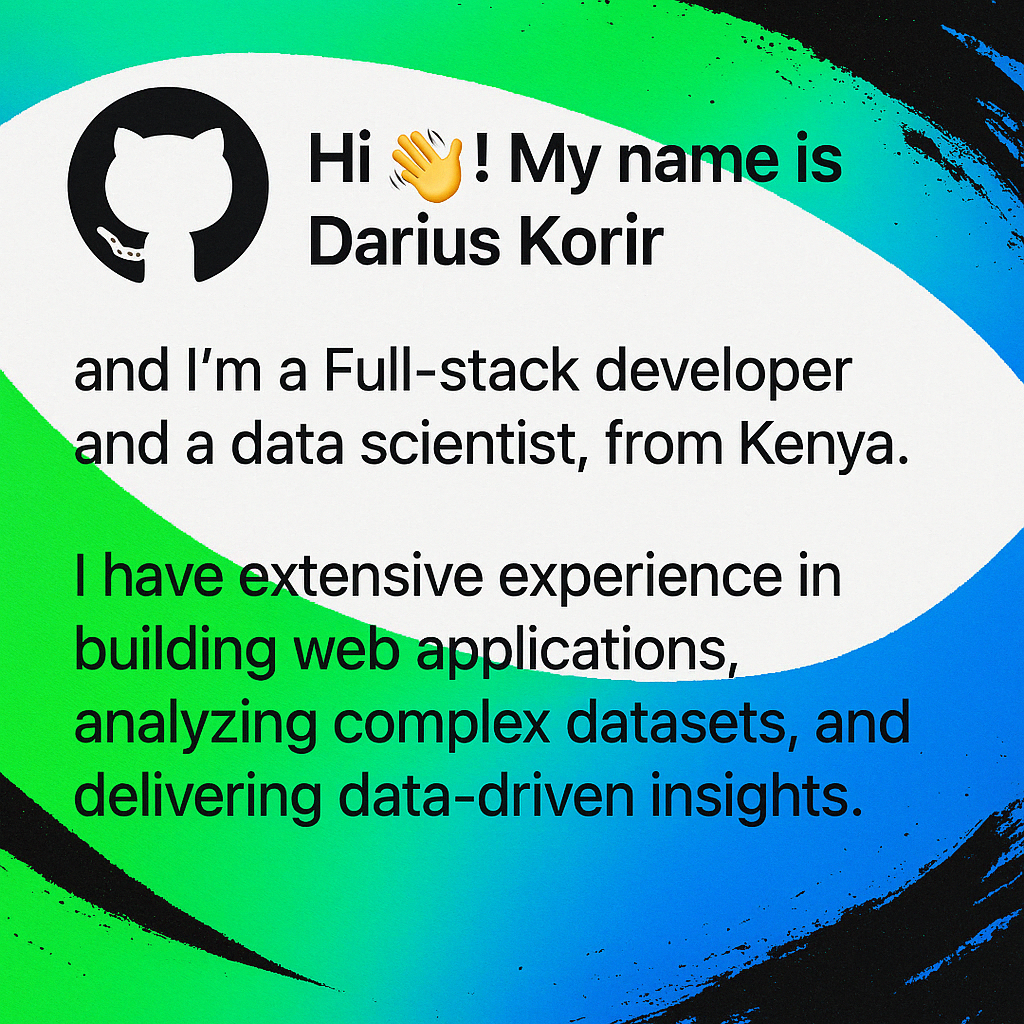 Hi 👋! My name is
Darius Korir
and I’m a Full-stack developer
and a data scientist, from Kenya.
I have extensive experience in
building web applications,
analyzing complex datasets, and
delivering data-driven insights.